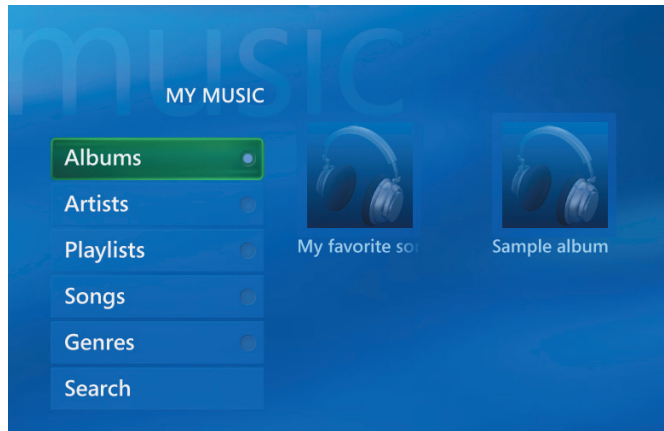 music
MY MUSIC
Albums
Artists
Playlists
Songs
Genres
Search
My favorite so
Sample album